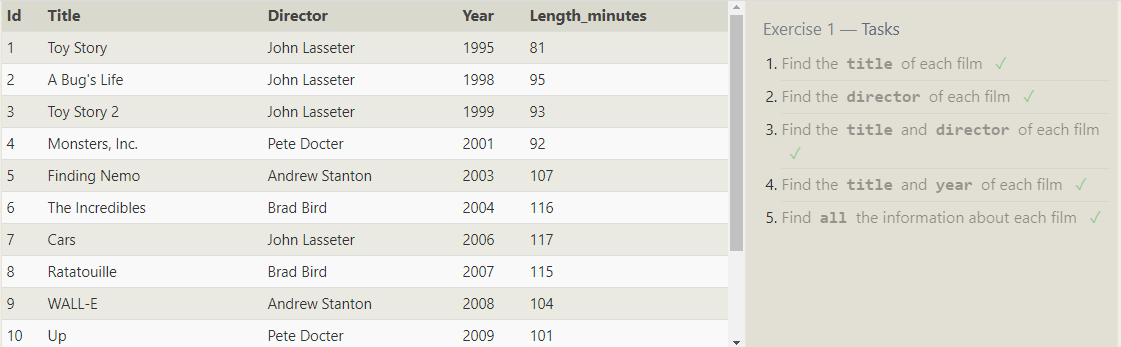 Id Title Director Year Length_minutes
1 Toy Story John Lasseter 1995 81
2 A Bug's Life John Lasseter 1998 95
3 Toy Story 2 John Lasseter 1999 93
4 Monsters, Inc. Pete Docter 2001 92
5 Finding Nemo Andrew Stanton 2003 107
6 The Incredibles Brad Bird 2004 116
7 Cars John Lasseter 2006 117
8 Ratatouille Brad Bird 2007 115
9 WALL-E Andrew Stanton 2008 104
10 Up Pete Docter 2009 101
Exercise 1 — Tasks
1. Find the title of each film ✓
2. Find the director of each film ✓
3. Find the title and director of each film
✓
4. Find the title and year of each film ✓
5. Find all the information about each film ✓